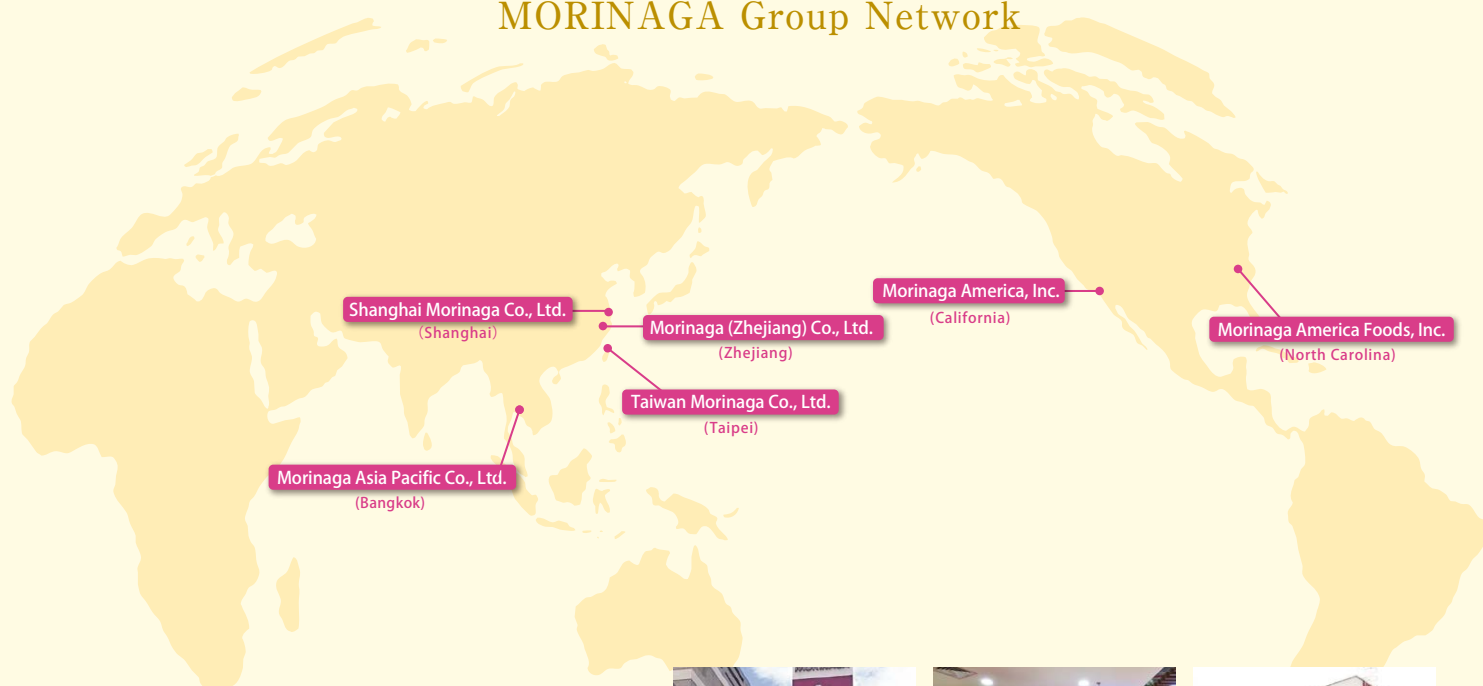 MORINAGA Group Network
Shanghai Morinaga Co., Ltd.
(Shanghai)
Morinaga (Zhejiang) Co., Ltd.
(Zhejiang)
Taiwan Morinaga Co., Ltd.
(Taipei)
Morinaga Asia Pacific Co., Ltd.
(Bangkok)
Morinaga America, Inc.
(California)
Morinaga America Foods, Inc.
(North Carolina)